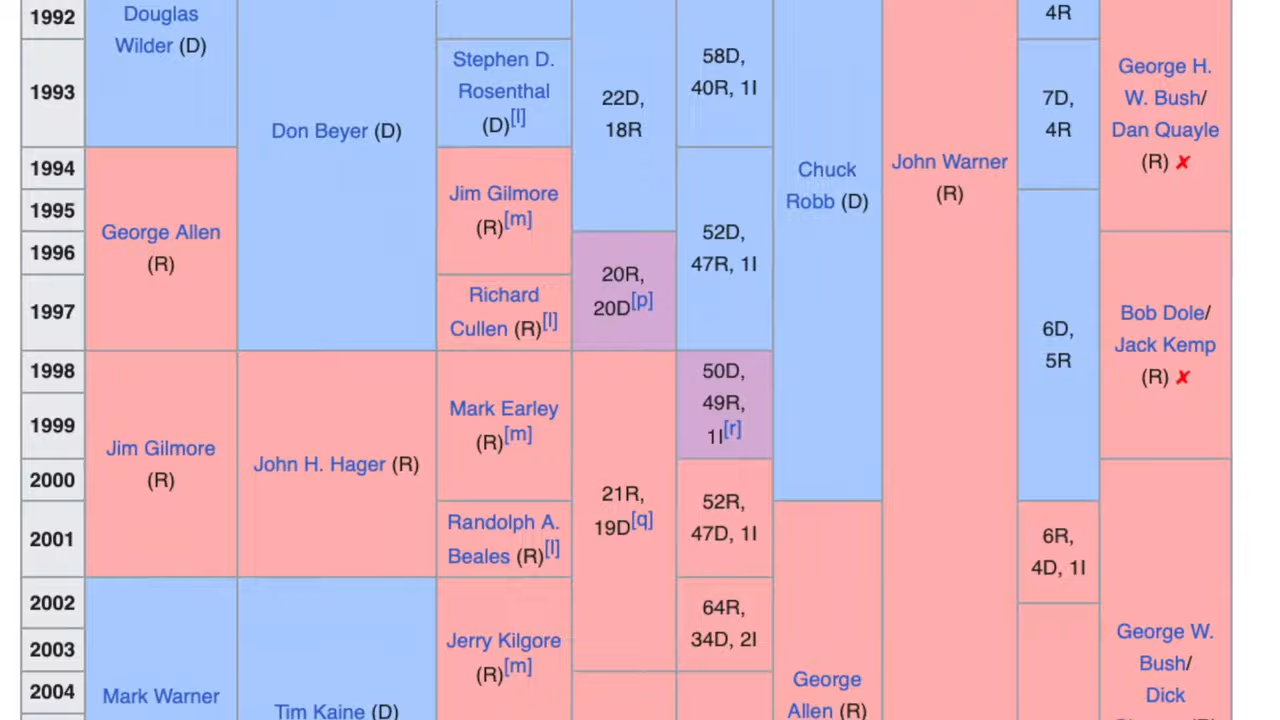 1992
1993
1994
1995
1996
1997
1998
1999
2000
2001
2002
2003
2004
Douglas
Wilder (D)
George Allen
(R)
Jim Gilmore
(R)
Mark Warner
Don Beyer (D)
John H. Hager (R)
Tim Kaine (D)
Stephen D.
Rosenthal
(D)[l]
Jim Gilmore
(R)[m]
Richard
Cullen (R)[l]
Mark Earley
(R)[m]
Randolph A.
Beales (R)[l]
Jerry Kilgore
(R)[m]
22D,
18R
20R,
20D[p]
21R,
19D[q]
58D,
40R, 1I
52D,
47R, 1I
50D,
49R,
1I[r]
52R,
47D, 1I
64R,
34D, 2I
Chuck
Robb (D)
George
Allen (R)
John Warner
(R)
4R
7D,
4R
6D,
5R
6R,
4D, 1I
George H.
W. Bush/
Dan Quayle
(R) ✘
Bob Dole/
Jack Kemp
(R) ✘
George W.
Bush/
Dick